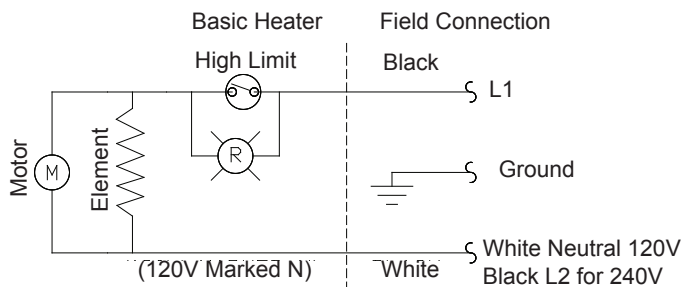 Basic Heater
Field Connection
High Limit
Black
L1
R
Motor
M
Element
Ground
(120V Marked N)
White
White Neutral 120V
Black L2 for 240V